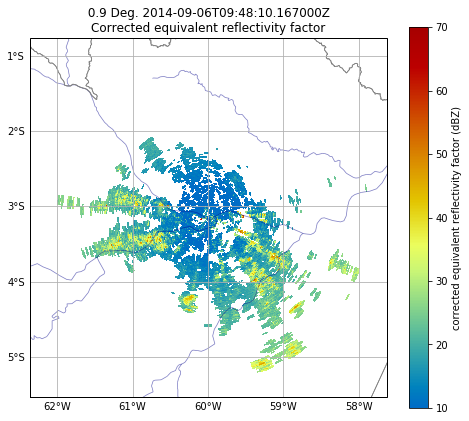 0.9 Deg. 2014-09-06T09:48:10.167000Z
Corrected equivalent reflectivity factor
1°S
2°S
3°S
4°S
5°S
62°W
61°W
60°W
59°W
58°W
70
60
50
40
30
20
10
corrected equivalent reflectivity factor (dBZ)